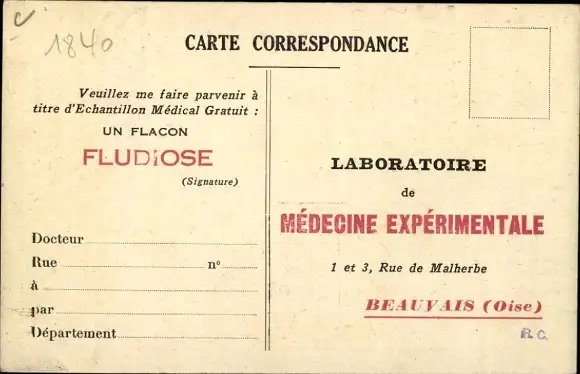 1840
CARTE CORRESPONDANCE
Veuillez me faire parvenir à
titre d'Echantillon Médical Gratuit :
UN FLACON
FLUDIOSE
(Signature)
Docteur
Rue nº
à
par
Département
LABORATOIRE
de
MÉDECINE EXPÉRIMENTALE
1 et 3, Rue de Malherbe
BEAUVAIS (Oise)
R.C.